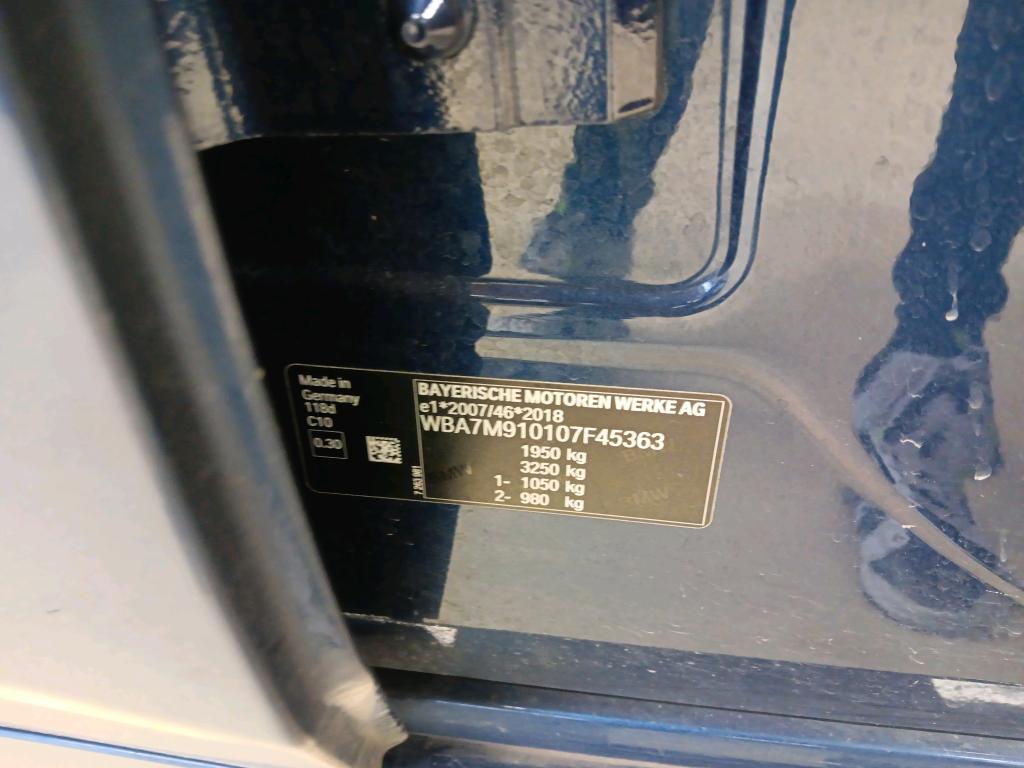 Made in
Germany
118d
C10
0.30
BAYERISCHE MOTOREN WERKE AG
e1*2007/46*2018
WBA7M910107F45363
1950 kg
3250 kg
1- 1050 kg
2- 980 kg
BMW